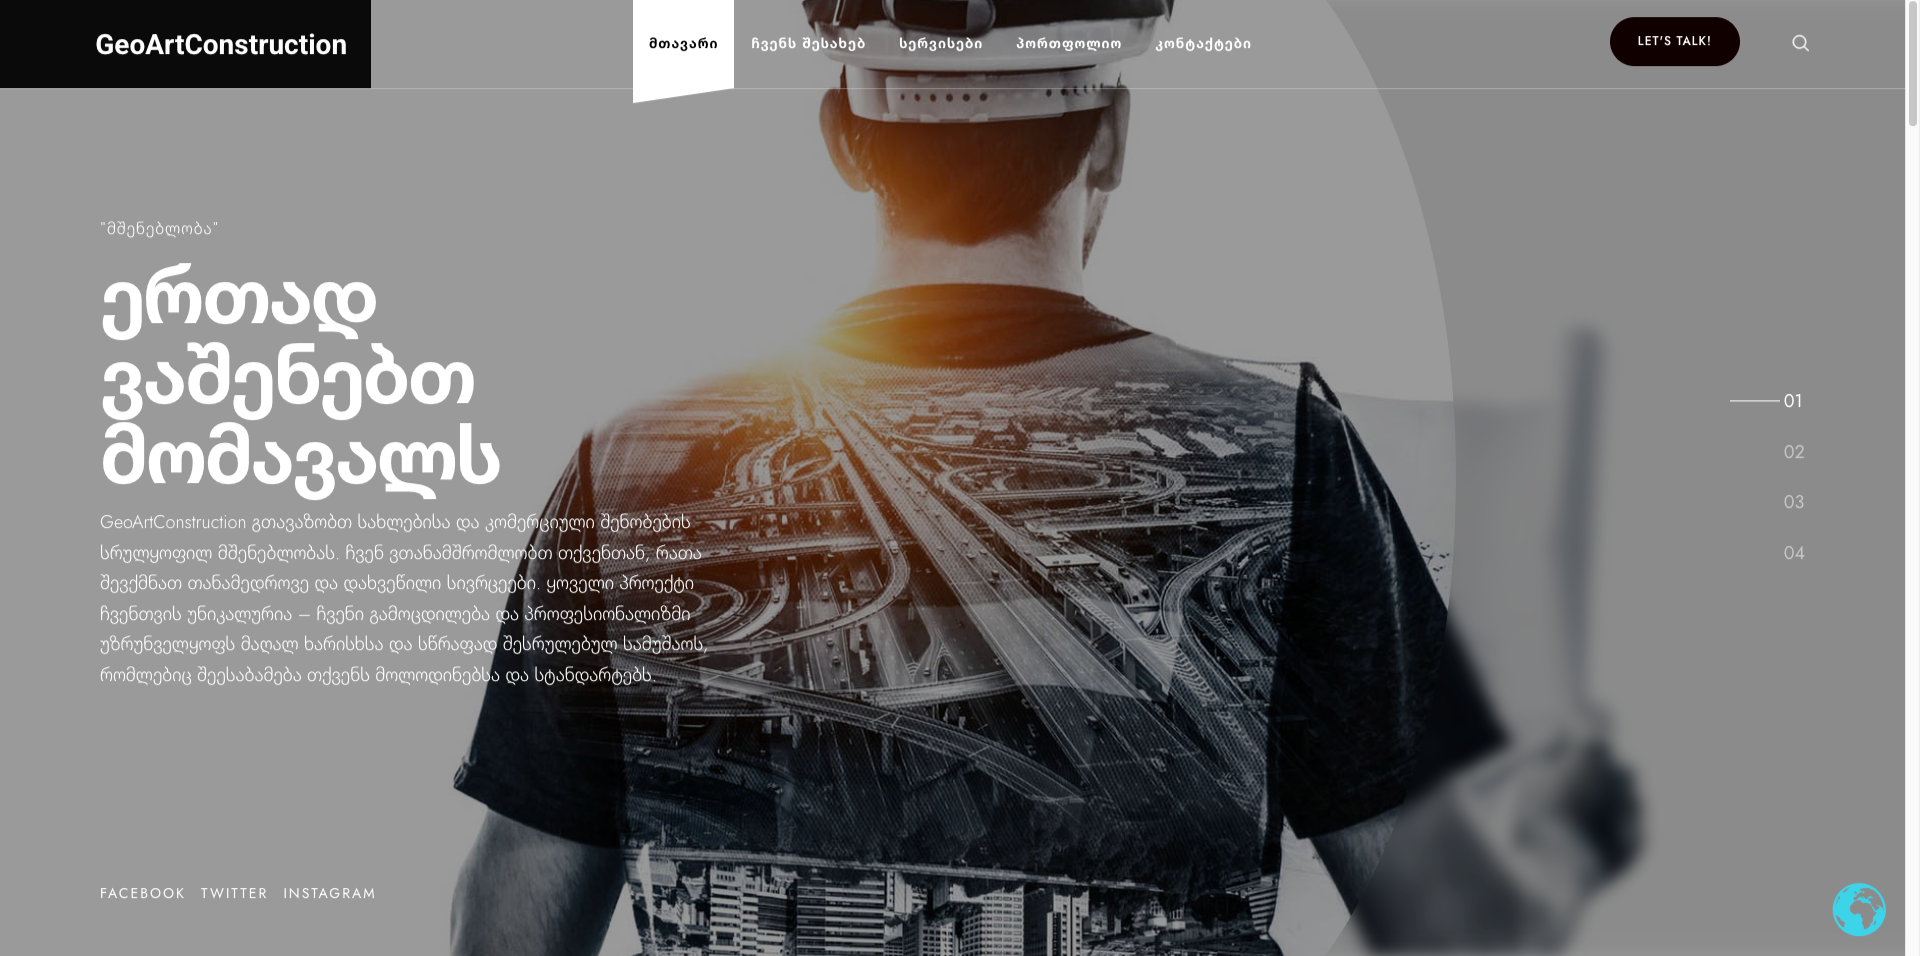 GeoArtConstruction
მთავარი ჩვენს შესახებ სერვისები პორთფოლიო კონტაქტები
LET'S TALK!
"მშენებლობა"
ერთად
ვაშენებთ
მომავალს
GeoArtConstruction გთავაზობთ სახლებისა და კომერციული შენობების
სრულყოფილ მშენებლობას. ჩვენ ვთანამშრომლობთ თქვენთან, რათა
შევქმნათ თანამედროვე და დახვეწილი სივრცეები. ყოველი პროექტი
ჩვენთვის უნიკალურია – ჩვენი გამოცდილება და პროფესიონალიზმი
უზრუნველყოფს მაღალ ხარისხსა და სწრაფად შესრულებულ სამუშაოს,
რომლებიც შეესაბამება თქვენს მოლოდინებსა და სტანდარტებს.
01
02
03
04
FACEBOOK TWITTER INSTAGRAM